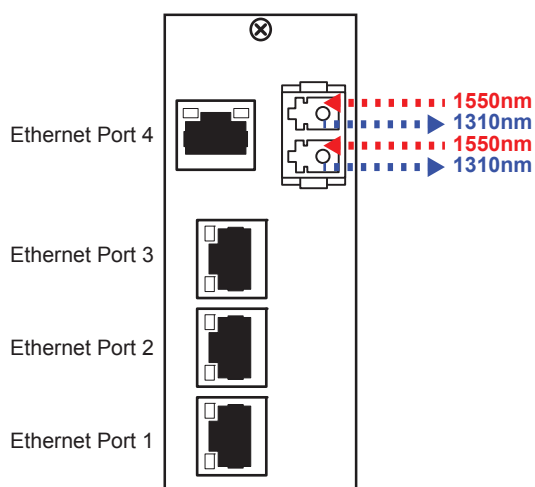 1550nm
1310nm
Ethernet Port 4
1550nm
1310nm
Ethernet Port 3
Ethernet Port 2
Ethernet Port 1